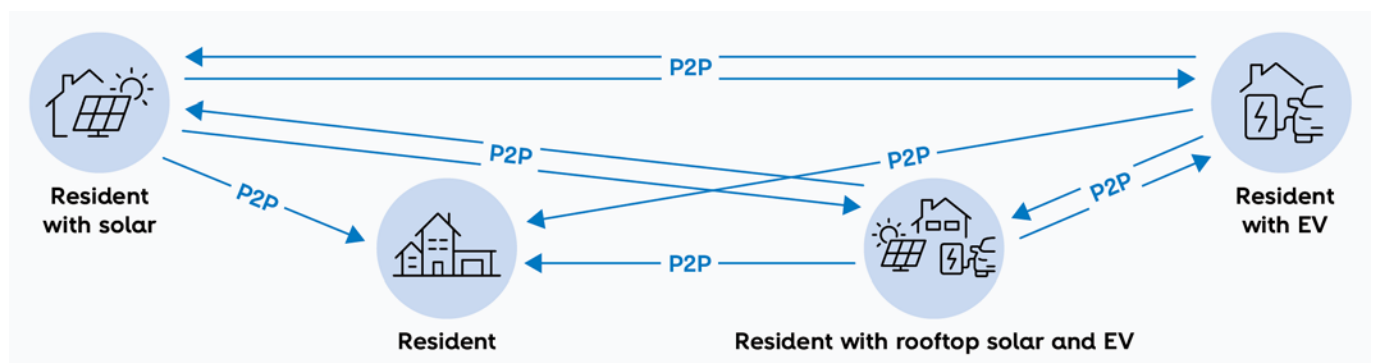 P2P
P2P
P2P
P2P
P2P
P2P
Resident
with solar
Resident
with EV
Resident
Resident with rooftop solar and EV